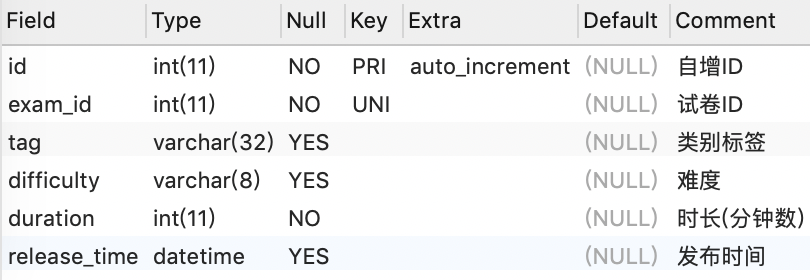 Field Type Null Key Extra Default Comment
id int(11) NO PRI auto_increment (NULL) 自增ID
exam_id int(11) NO UNI (NULL) 试卷ID
tag varchar(32) YES (NULL) 类别标签
difficulty varchar(8) YES (NULL) 难度
duration int(11) NO (NULL) 时长(分钟数)
release_time datetime YES (NULL) 发布时间